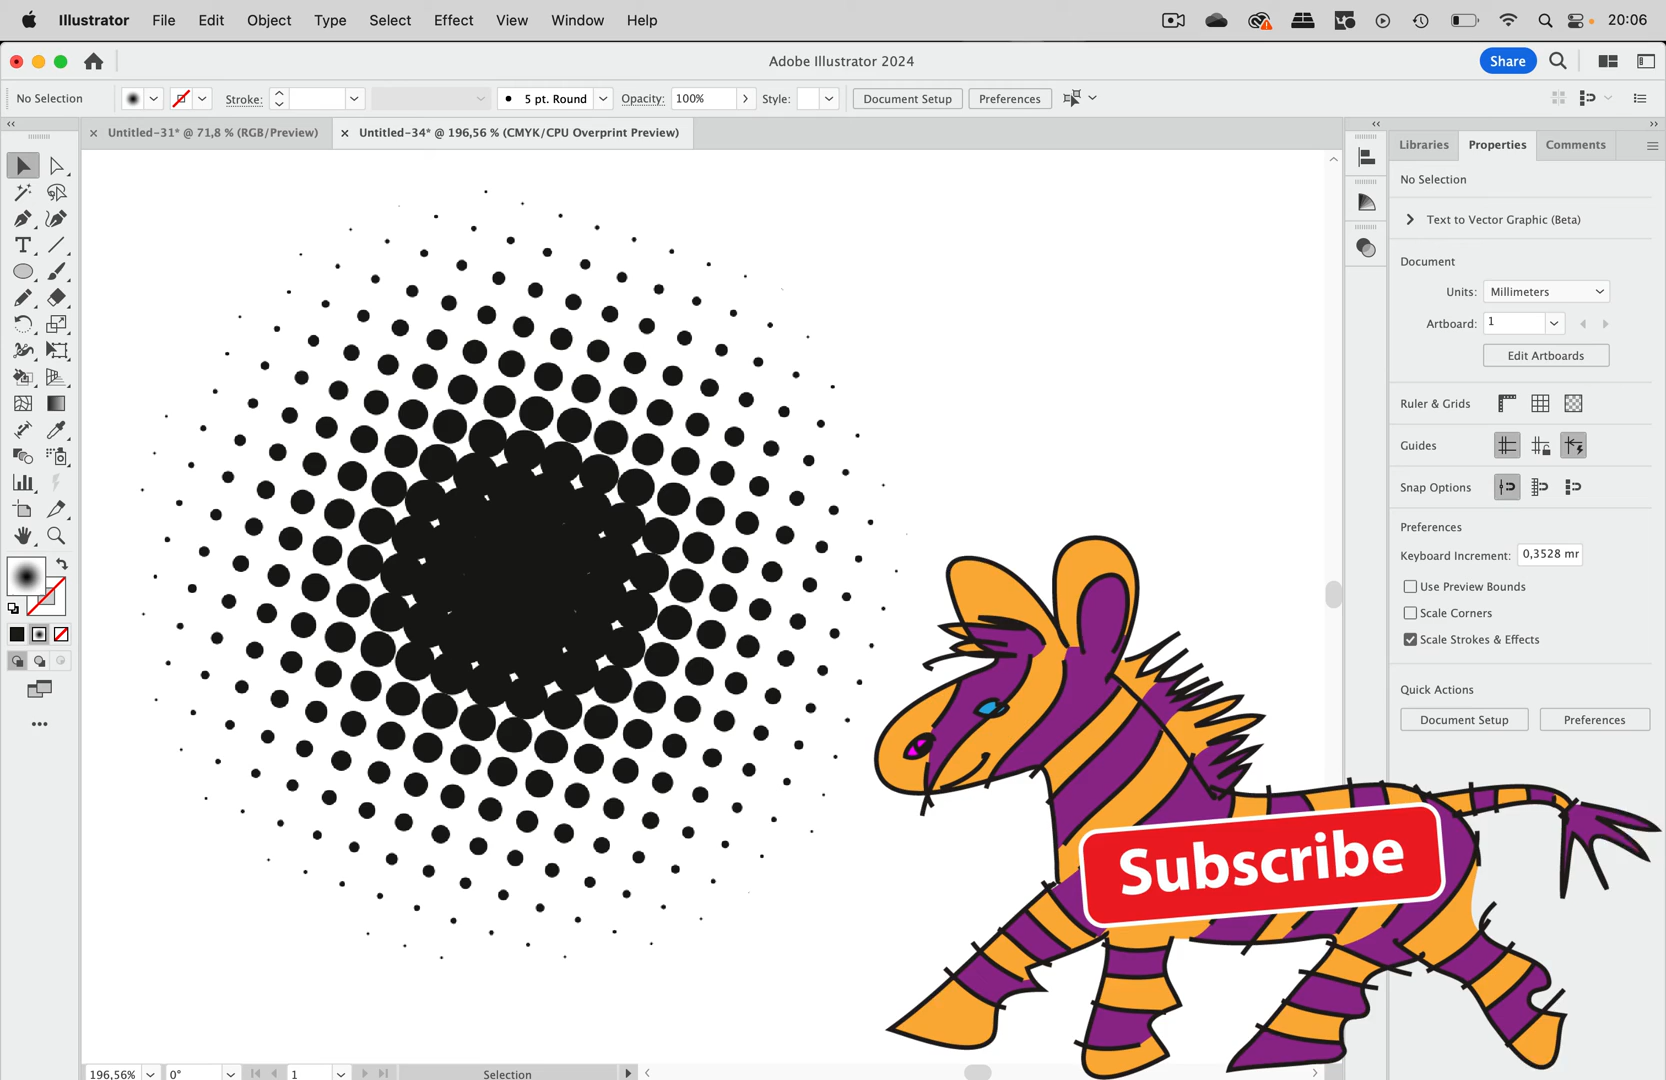 Illustrator File Edit Object Type Select Effect View Window Help 20:06
Adobe Illustrator 2024 Share
No Selection Stroke: 5 pt. Round Opacity: 100% Style: Document Setup Preferences
Untitled-31* @ 71,8 % (RGB/Preview) Untitled-34* @ 196,56 % (CMYK/CPU Overprint Preview)
Libraries Properties Comments
No Selection
Text to Vector Graphic (Beta)
Document
Units: Millimeters
Artboard: 1
Edit Artboards
Ruler & Grids
Guides
Snap Options
Preferences
Keyboard Increment: 0,3528 mr
Use Preview Bounds
Scale Corners
Scale Strokes & Effects
Quick Actions
Document Setup Preferences
Subscribe
196,56% 0° 1 Selection